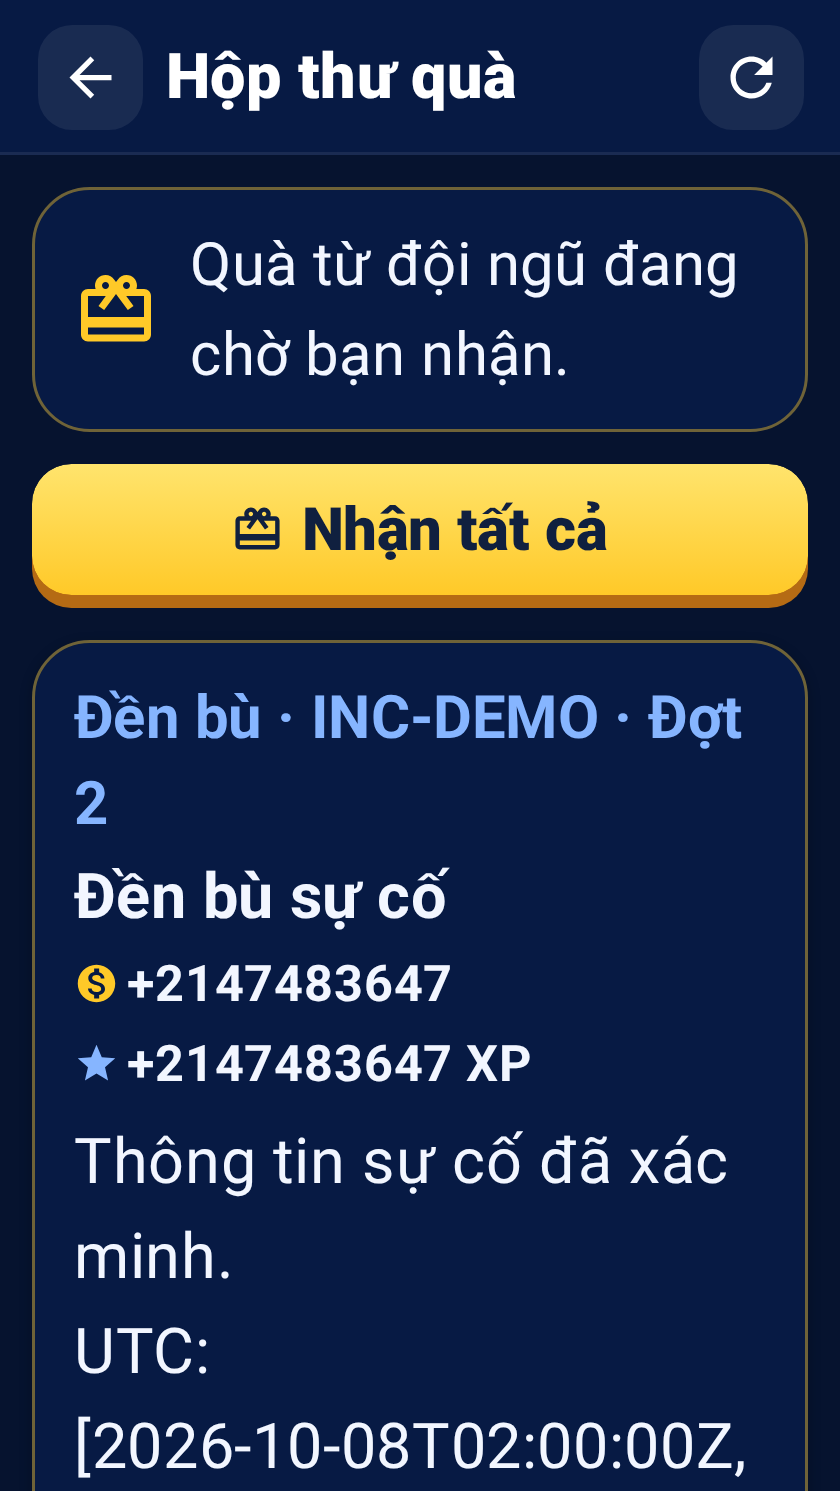 Hộp thư quà
Quà từ đội ngũ đang
chờ bạn nhận.
Nhận tất cả
Đền bù · INC-DEMO · Đợt
2
Đền bù sự cố
+2147483647
+2147483647 XP
Thông tin sự cố đã xác
minh.
UTC:
[2026-10-08T02:00:00Z,